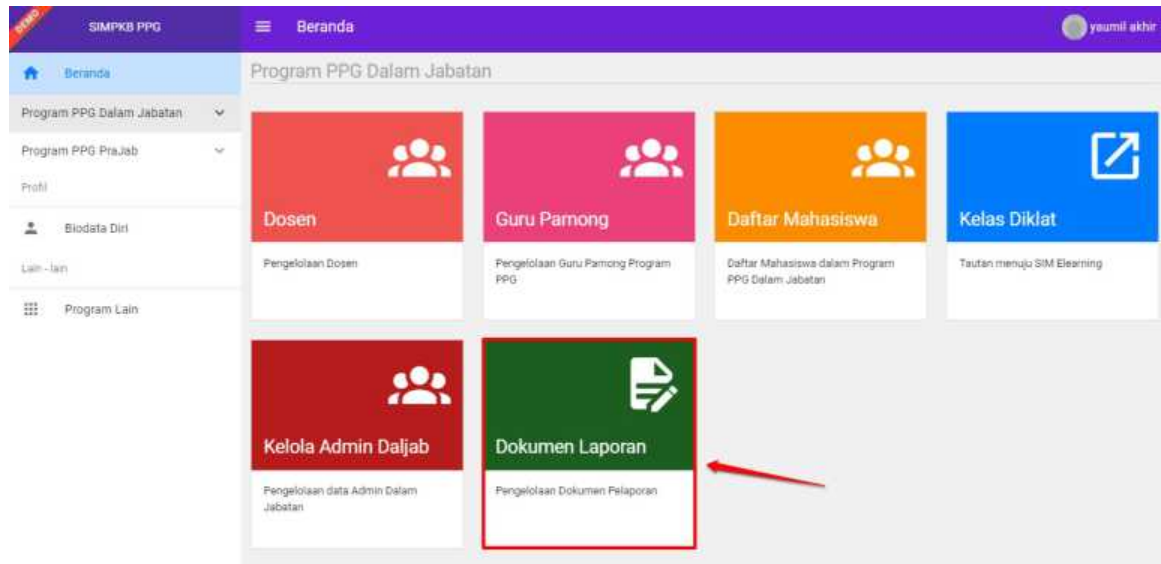 DEMO
SIMPKB PPG
Beranda
yaumil akhir
Beranda
Program PPG Dalam Jabatan
Program PPG PraJab
Profil
Biodata Diri
Lain - lain
Program Lain
Program PPG Dalam Jabatan
Dosen
Pengelolaan Dosen
Guru Pamong
Pengelolaan Guru Pamong Program
PPG
Daftar Mahasiswa
Daftar Mahasiswa dalam Program
PPG Dalam Jabatan
Kelas Diklat
Tautan menuju SIM Elearning
Kelola Admin Daljab
Pengelolaan data Admin Dalam
Jabatan
Dokumen Laporan
Pengelolaan Dokumen Pelaporan